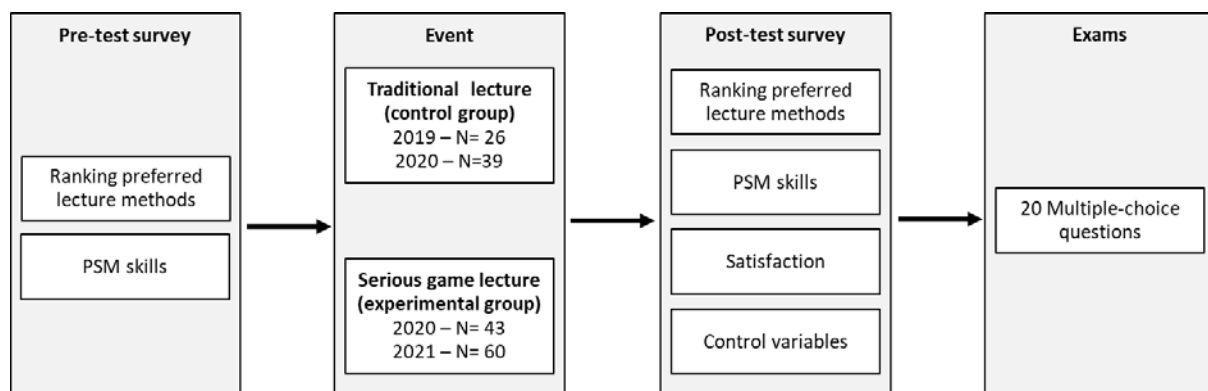 Pre-test survey
Ranking preferred
lecture methods
PSM skills
Event
Traditional lecture
(control group)
2019 – N= 26
2020 – N=39
Serious game lecture
(experimental group)
2020 – N= 43
2021 – N= 60
Post-test survey
Ranking preferred
lecture methods
PSM skills
Satisfaction
Control variables
Exams
20 Multiple-choice
questions